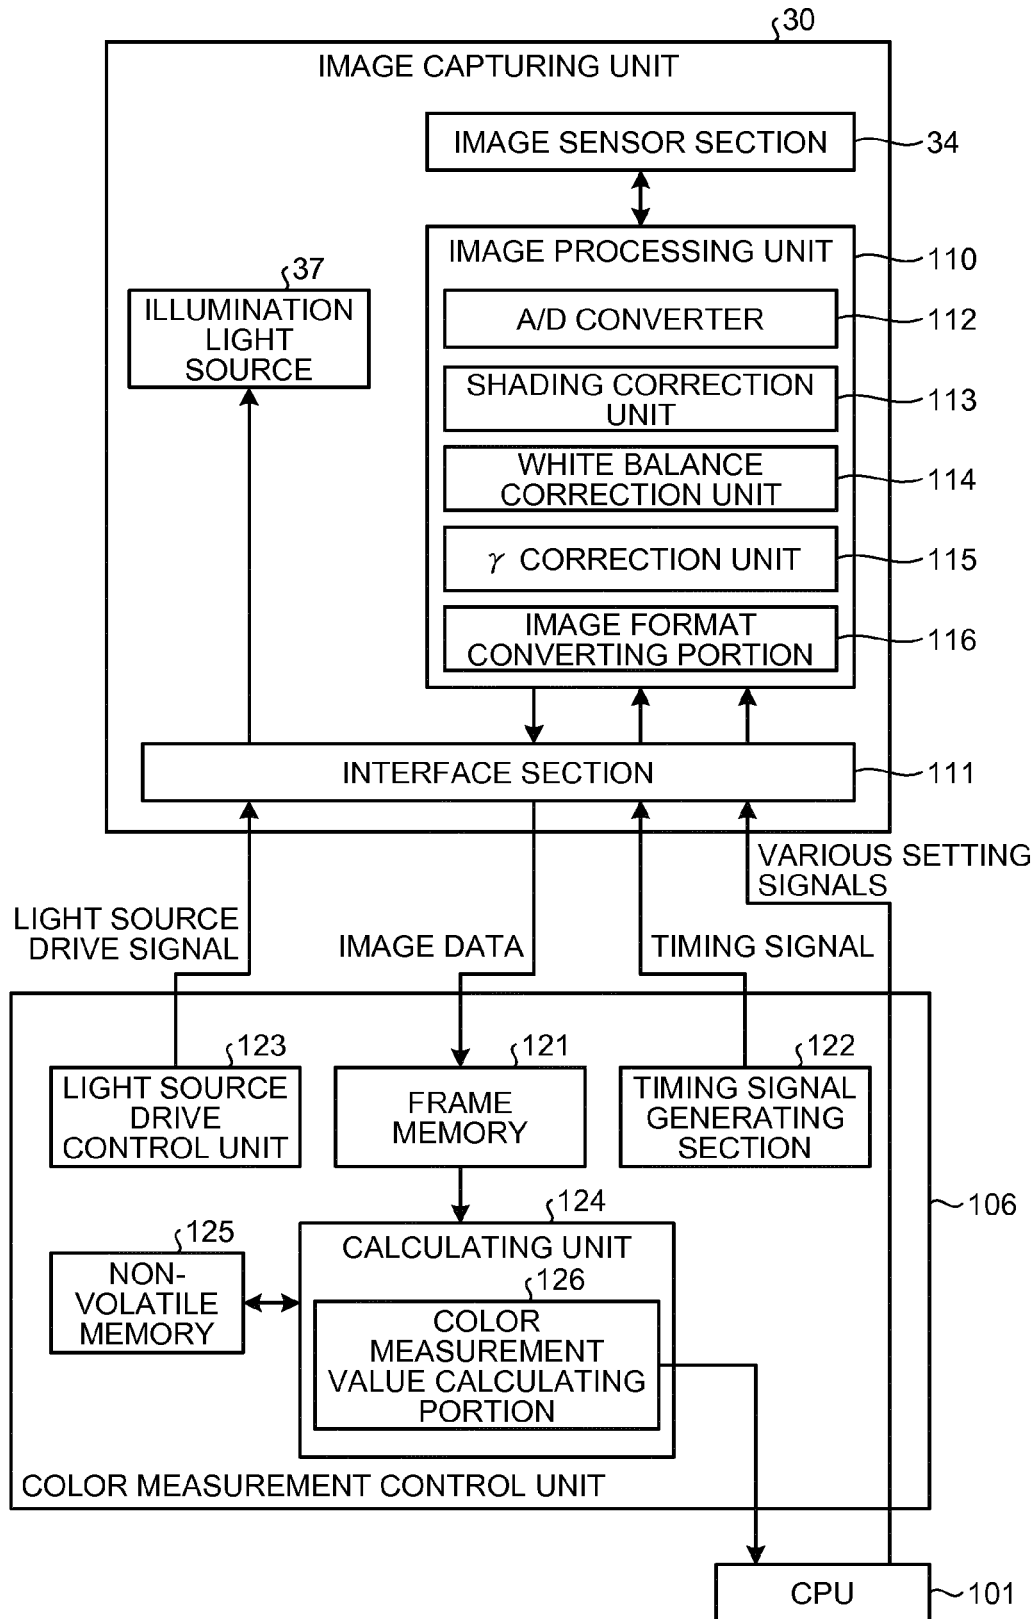 30
IMAGE CAPTURING UNIT
IMAGE SENSOR SECTION
34
IMAGE PROCESSING UNIT
110
37
ILLUMINATION
LIGHT
SOURCE
A/D CONVERTER
112
SHADING CORRECTION
UNIT
113
WHITE BALANCE
CORRECTION UNIT
114
γ CORRECTION UNIT
115
IMAGE FORMAT
CONVERTING PORTION
116
INTERFACE SECTION
111
VARIOUS SETTING
SIGNALS
LIGHT SOURCE
DRIVE SIGNAL
IMAGE DATA
TIMING SIGNAL
123
LIGHT SOURCE
DRIVE
CONTROL UNIT
121
FRAME
MEMORY
122
TIMING SIGNAL
GENERATING
SECTION
106
125
NON-
VOLATILE
MEMORY
124
CALCULATING UNIT
126
COLOR
MEASUREMENT
VALUE CALCULATING
PORTION
COLOR MEASUREMENT CONTROL UNIT
CPU
101